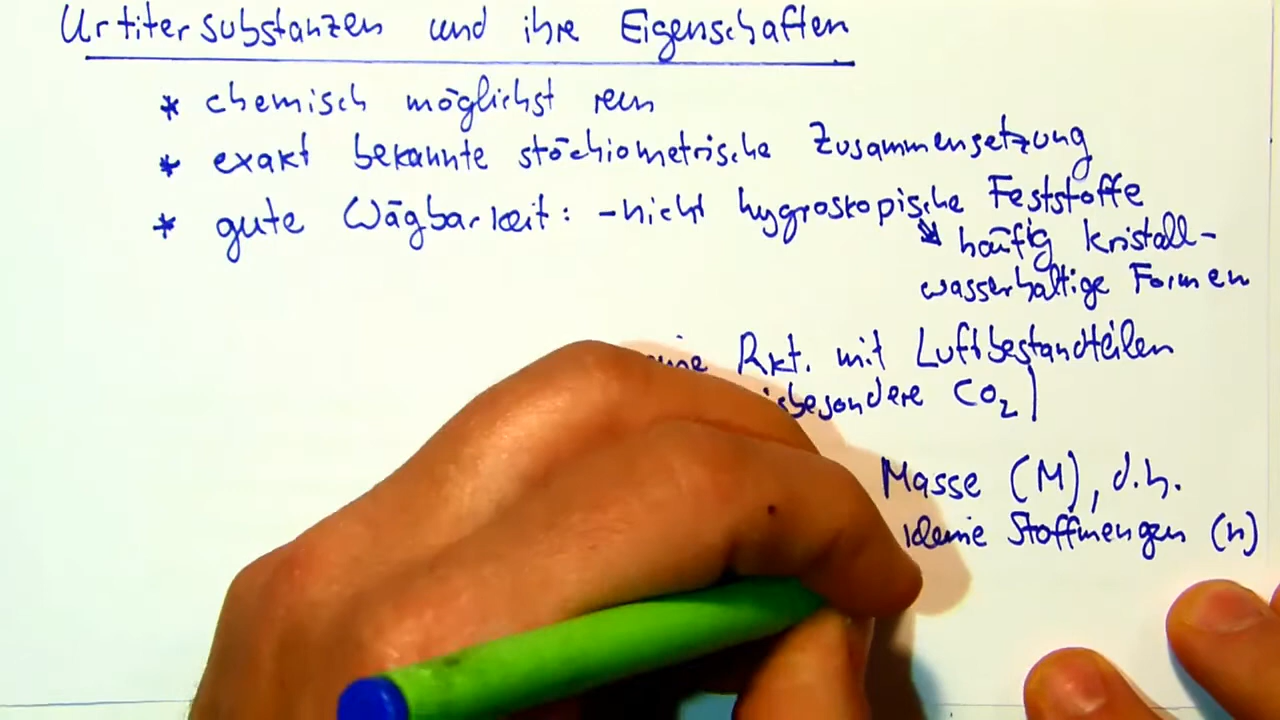 Urtitersubstanzen und ihre Eigenschaften
* chemisch möglichst rein
* exakt bekannte stöchiometrische Zusammensetzung
* gute Wägbarkeit: - nicht hygroskopische Feststoffe
häufig kristall-
wasserhaltige Formen
Rkt. mit Luftbestandteilen
CO2)
Masse (M), d.h.
kleine Stoffmengen (n)